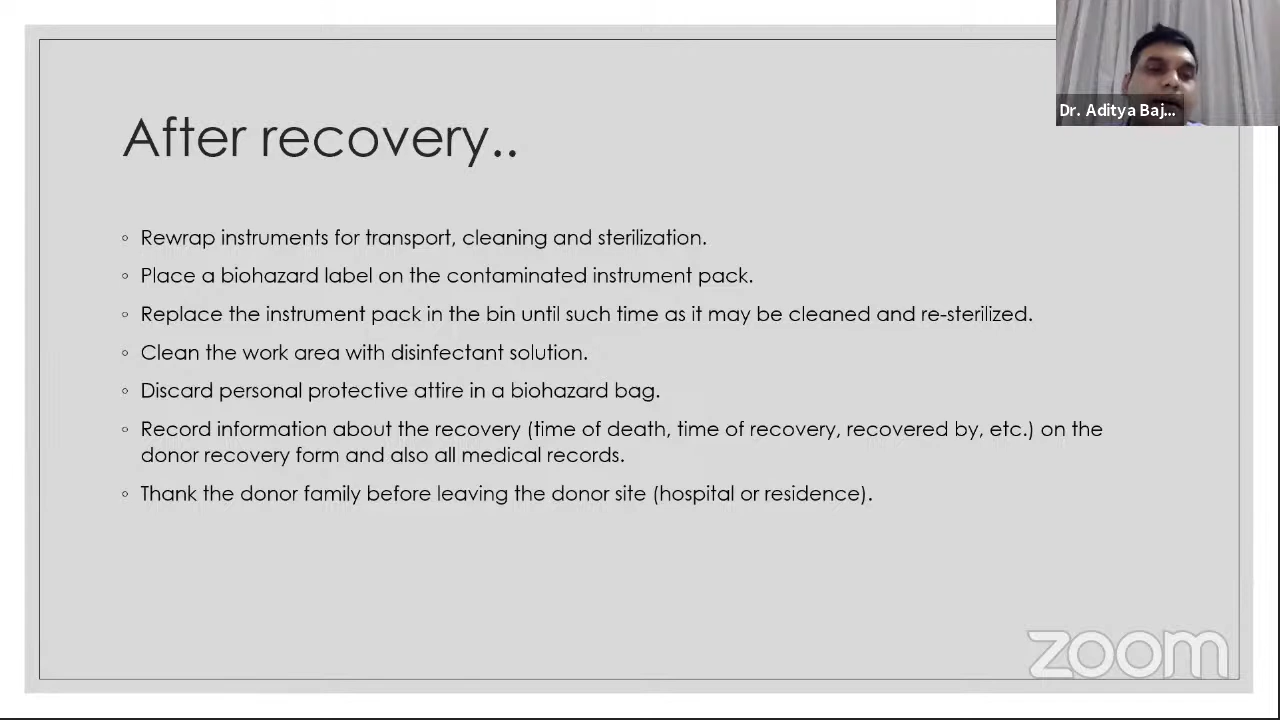 Dr. Aditya Baj...
After recovery..
Rewrap instruments for transport, cleaning and sterilization.
Place a biohazard label on the contaminated instrument pack.
Replace the instrument pack in the bin until such time as it may be cleaned and re-sterilized.
Clean the work area with disinfectant solution.
Discard personal protective attire in a biohazard bag.
Record information about the recovery (time of death, time of recovery, recovered by, etc.) on the
donor recovery form and also all medical records.
Thank the donor family before leaving the donor site (hospital or residence).
zoom